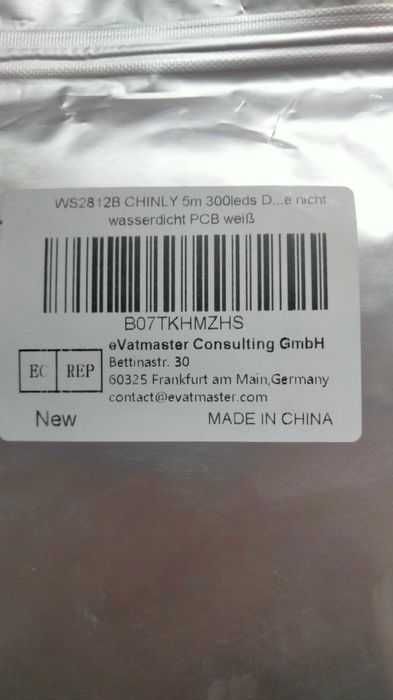 WS2812B CHINLY 5m 300leds D...e nicht
wasserdicht PCB weiß
B07TKHMZHS
eVatmaster Consulting GmbH
Bettinastr. 30
EC REP
60325 Frankfurt am Main,Germany
contact@evatmaster.com
New
MADE IN CHINA